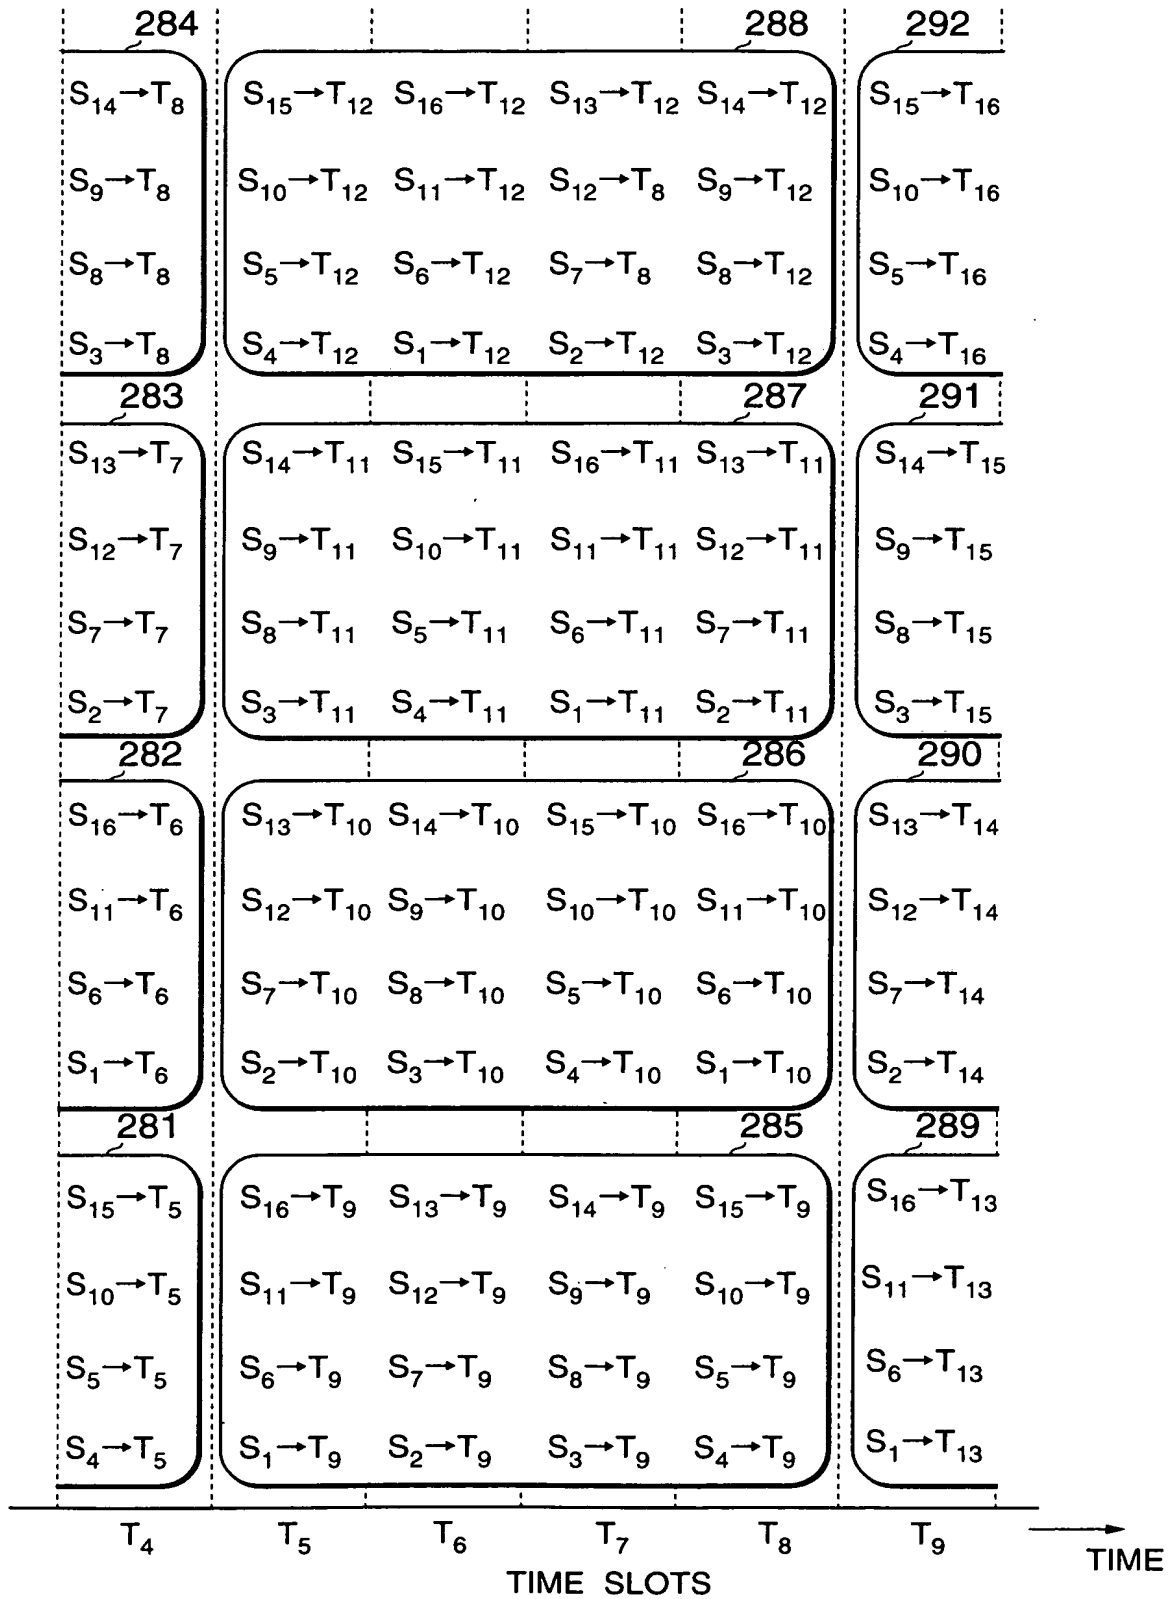 284 288 292
S14→T8 S15→T12 S16→T12 S13→T12 S14→T12 S15→T16
S9→T8 S10→T12 S11→T12 S12→T8 S9→T12 S10→T16
S8→T8 S5→T12 S6→T12 S7→T8 S8→T12 S5→T16
S3→T8 S4→T12 S1→T12 S2→T12 S3→T12 S4→T16
283 287 291
S13→T7 S14→T11 S15→T11 S16→T11 S13→T11 S14→T15
S12→T7 S9→T11 S10→T11 S11→T11 S12→T11 S9→T15
S7→T7 S8→T11 S5→T11 S6→T11 S7→T11 S8→T15
S2→T7 S3→T11 S4→T11 S1→T11 S2→T11 S3→T15
282 286 290
S16→T6 S13→T10 S14→T10 S15→T10 S16→T10 S13→T14
S11→T6 S12→T10 S9→T10 S10→T10 S11→T10 S12→T14
S6→T6 S7→T10 S8→T10 S5→T10 S6→T10 S7→T14
S1→T6 S2→T10 S3→T10 S4→T10 S1→T10 S2→T14
281 285 289
S15→T5 S16→T9 S13→T9 S14→T9 S15→T9 S16→T13
S10→T5 S11→T9 S12→T9 S9→T9 S10→T9 S11→T13
S5→T5 S6→T9 S7→T9 S8→T9 S5→T9 S6→T13
S4→T5 S1→T9 S2→T9 S3→T9 S4→T9 S1→T13
T4 T5 T6 T7 T8 T9
TIME
TIME SLOTS